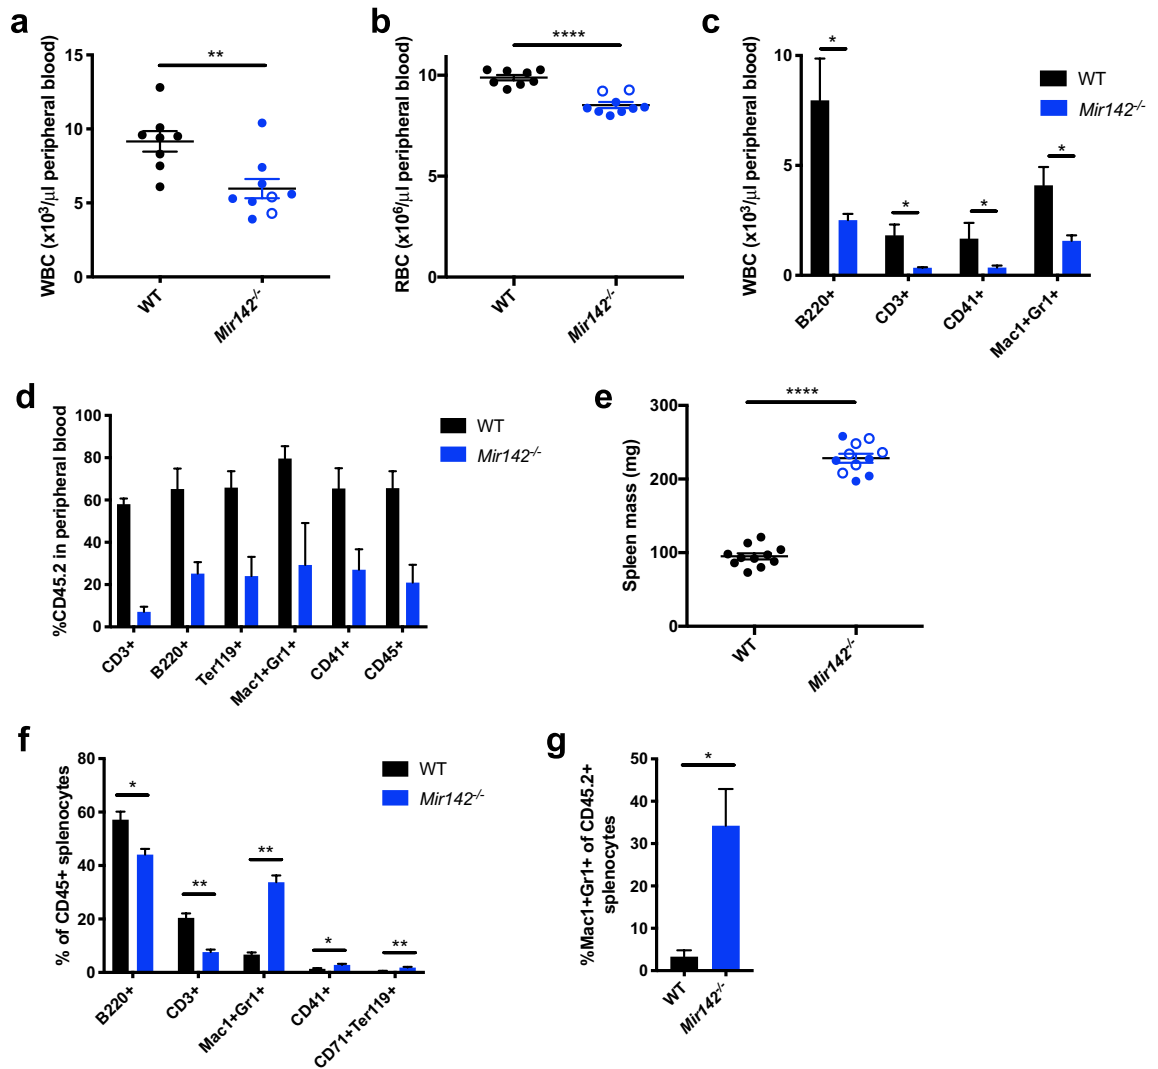 a
WBC (x10³/μl peripheral blood)
15
10
5
0
**
WT
Mir142-/-
b
RBC (x10⁶/μl peripheral blood)
10
5
0
****
WT
Mir142-/-
c
WBC (x10³/μl peripheral blood)
10
5
0
*
*
*
*
WT
Mir142-/-
B220+
CD3+
CD41+
Mac1+Gr1+
d
%CD45.2 in peripheral blood
100
80
60
40
20
0
WT
Mir142-/-
CD3+
B220+
Ter119+
Mac1+Gr1+
CD41+
CD45+
e
Spleen mass (mg)
300
200
100
0
****
WT
Mir142-/-
f
% of CD45+ splenocytes
80
60
40
20
0
*
**
**
*
**
WT
Mir142-/-
B220+
CD3+
Mac1+Gr1+
CD41+
CD71+Ter119+
g
%Mac1+Gr1+ of CD45.2+
splenocytes
50
40
30
20
10
0
*
WT
Mir142-/-